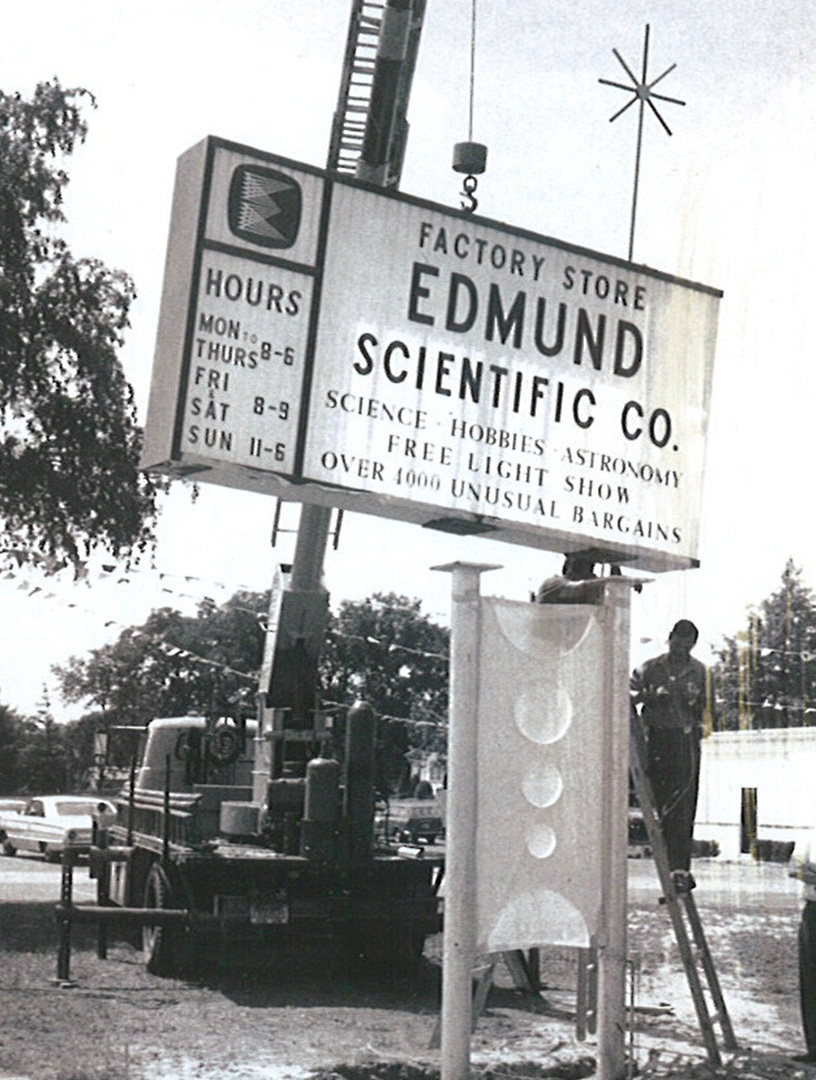 HOURS
MON TO 8-6
THURS
FRI
& 8-9
SAT
SUN 11-6
FACTORY STORE
EDMUND
SCIENTIFIC CO.
SCIENCE · HOBBIES · ASTRONOMY
FREE LIGHT SHOW
OVER 4000 UNUSUAL BARGAINS